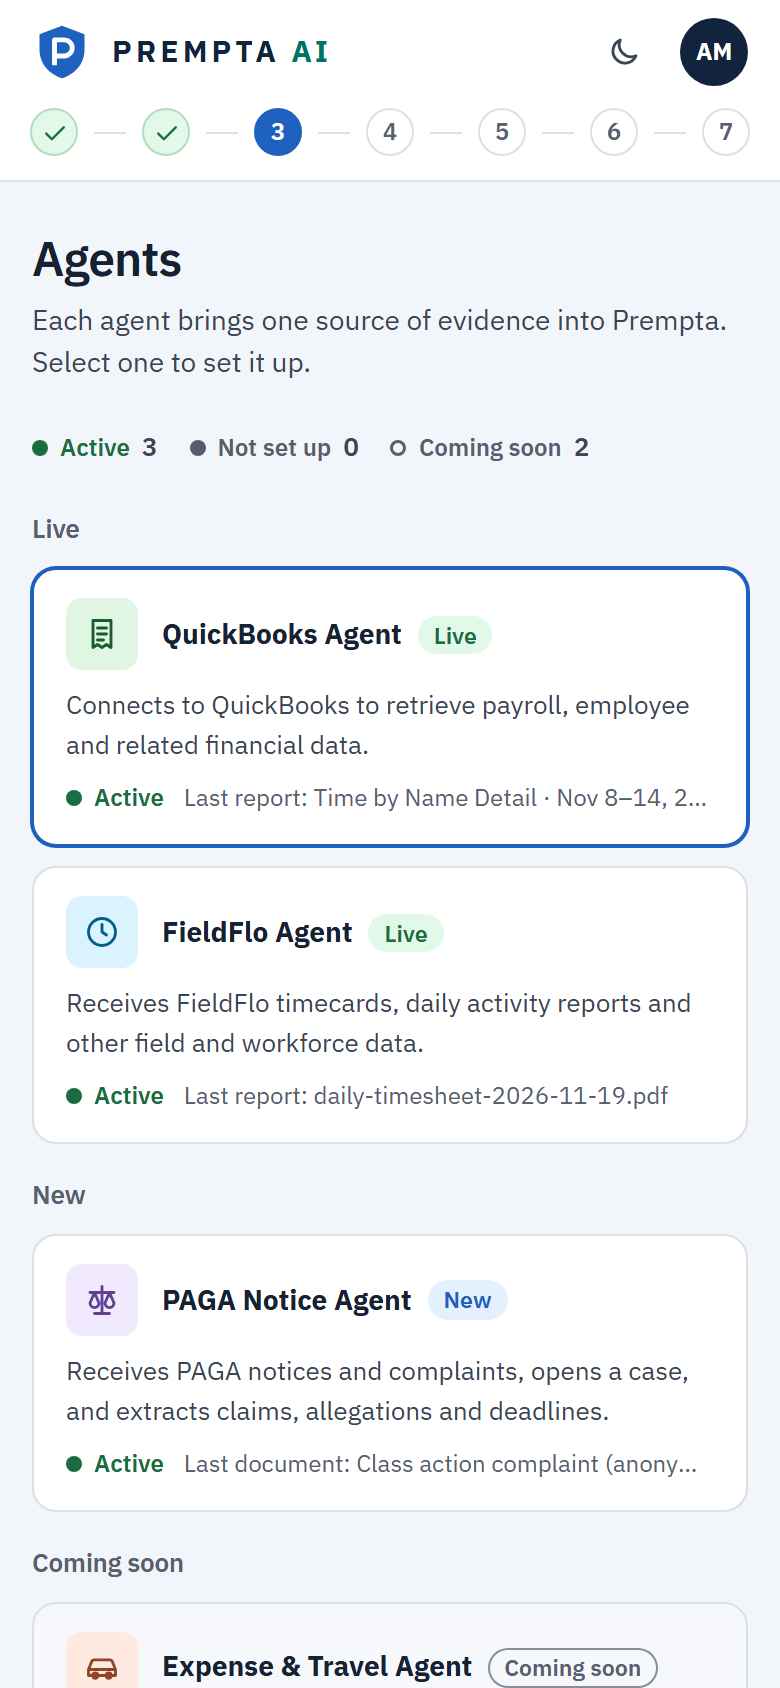 PREMPTA AI
AM
3
4
5
6
7
Agents
Each agent brings one source of evidence into Prempta.
Select one to set it up.
Active 3
Not set up 0
Coming soon 2
Live
QuickBooks Agent
Live
Connects to QuickBooks to retrieve payroll, employee
and related financial data.
Active
Last report: Time by Name Detail · Nov 8–14, 2...
FieldFlo Agent
Live
Receives FieldFlo timecards, daily activity reports and
other field and workforce data.
Active
Last report: daily-timesheet-2026-11-19.pdf
New
PAGA Notice Agent
New
Receives PAGA notices and complaints, opens a case,
and extracts claims, allegations and deadlines.
Active
Last document: Class action complaint (anony...
Coming soon
Expense & Travel Agent
Coming soon